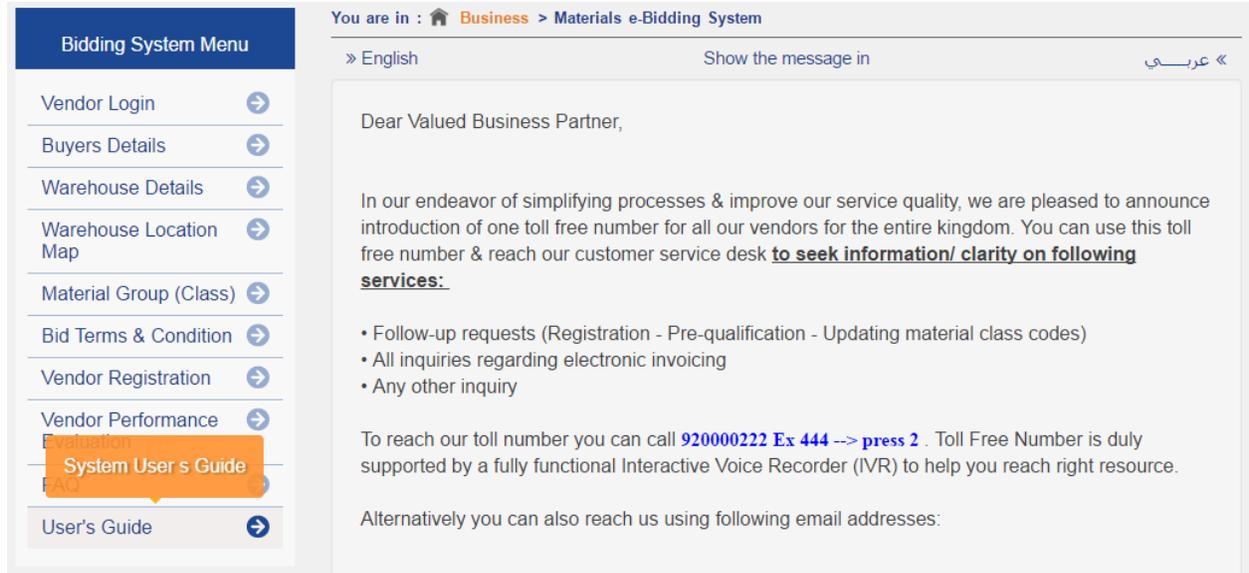 Bidding System Menu
Vendor Login
Buyers Details
Warehouse Details
Warehouse Location
Map
Material Group (Class)
Bid Terms & Condition
Vendor Registration
Vendor Performance
Evaluation
System User s Guide
FAQ
User's Guide
You are in : Business > Materials e-Bidding System
» English Show the message in » عربـــــي
Dear Valued Business Partner,
In our endeavor of simplifying processes & improve our service quality, we are pleased to announce
introduction of one toll free number for all our vendors for the entire kingdom. You can use this toll
free number & reach our customer service desk to seek information/ clarity on following
services:
• Follow-up requests (Registration - Pre-qualification - Updating material class codes)
• All inquiries regarding electronic invoicing
• Any other inquiry
To reach our toll number you can call 920000222 Ex 444 --> press 2 . Toll Free Number is duly
supported by a fully functional Interactive Voice Recorder (IVR) to help you reach right resource.
Alternatively you can also reach us using following email addresses: